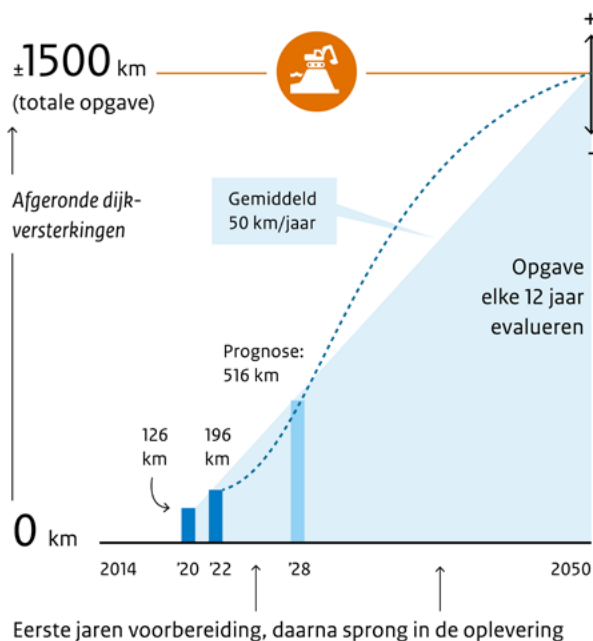 ±1500 km
(totale opgave)
+
-
Afgeronde dijk-
versterkingen
Gemiddeld
50 km/jaar
Opgave
elke 12 jaar
evalueren
Prognose:
516 km
126
km
196
km
0 km
2014 '20 '22 '28 2050
Eerste jaren voorbereiding, daarna sprong in de oplevering